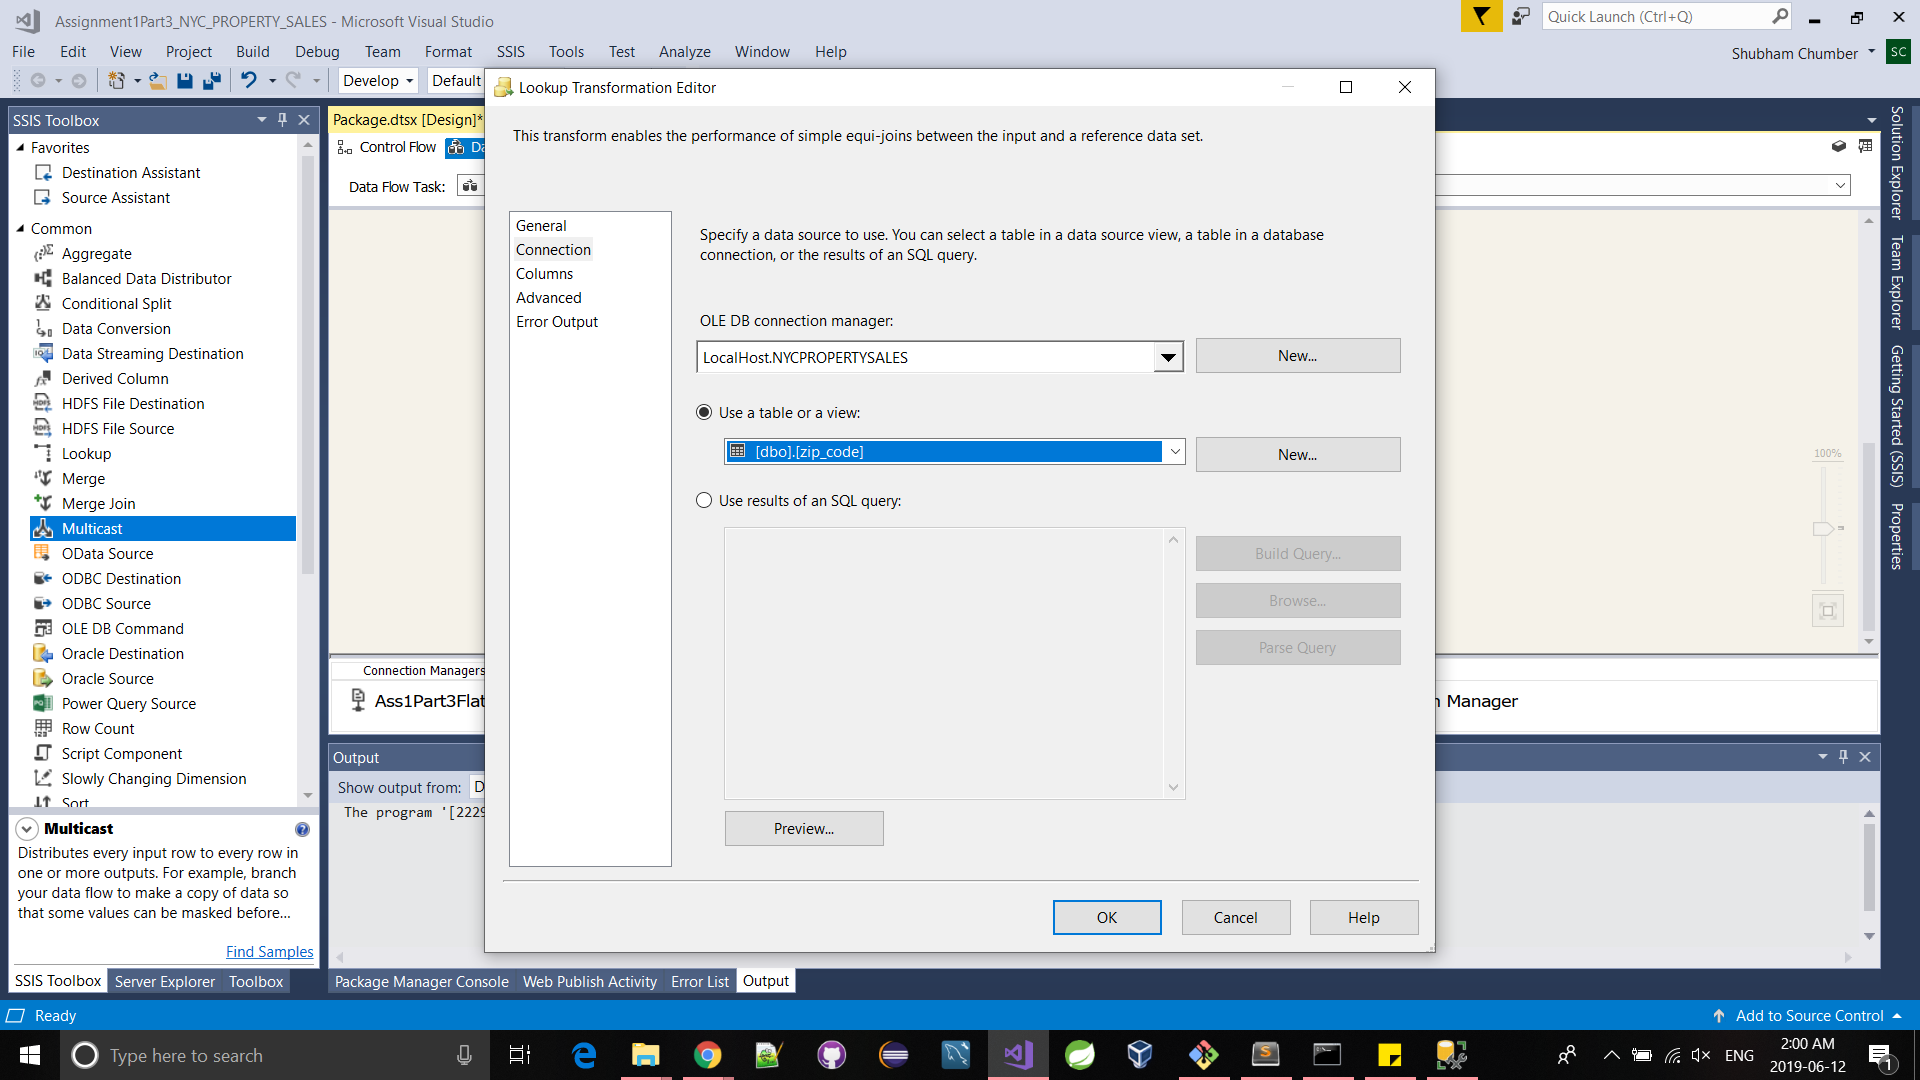 Assignment1Part3_NYC_PROPERTY_SALES - Microsoft Visual Studio
Quick Launch (Ctrl+Q)
File Edit View Project Build Debug Team Format SSIS Tools Test Analyze Window Help
Shubham Chumber
SC
Develop
Default
SSIS Toolbox
Favorites
Destination Assistant
Source Assistant
Common
Aggregate
Balanced Data Distributor
Conditional Split
Data Conversion
Data Streaming Destination
Derived Column
HDFS File Destination
HDFS File Source
Lookup
Merge
Merge Join
Multicast
OData Source
ODBC Destination
ODBC Source
OLE DB Command
Oracle Destination
Oracle Source
Power Query Source
Row Count
Script Component
Slowly Changing Dimension
Sort
Multicast
Distributes every input row to every row in
one or more outputs. For example, branch
your data flow to make a copy of data so
that some values can be masked before...
Find Samples
SSIS Toolbox Server Explorer Toolbox
Package.dtsx [Design]*
Control Flow
Da
Data Flow Task:
Connection Managers
Ass1Part3Flat
n Manager
100%
Output
Show output from: D
The program '[2229
Package Manager Console Web Publish Activity Error List Output
Lookup Transformation Editor
This transform enables the performance of simple equi-joins between the input and a reference data set.
General
Connection
Columns
Advanced
Error Output
Specify a data source to use. You can select a table in a data source view, a table in a database
connection, or the results of an SQL query.
OLE DB connection manager:
LocalHost.NYCPROPERTYSALES
New...
Use a table or a view:
[dbo].[zip_code]
New...
Use results of an SQL query:
Build Query...
Browse...
Parse Query
Preview...
OK Cancel Help
Solution Explorer
Team Explorer
Getting Started (SSIS)
Properties
Ready
Add to Source Control
Type here to search
ENG
2:00 AM
2019-06-12
1